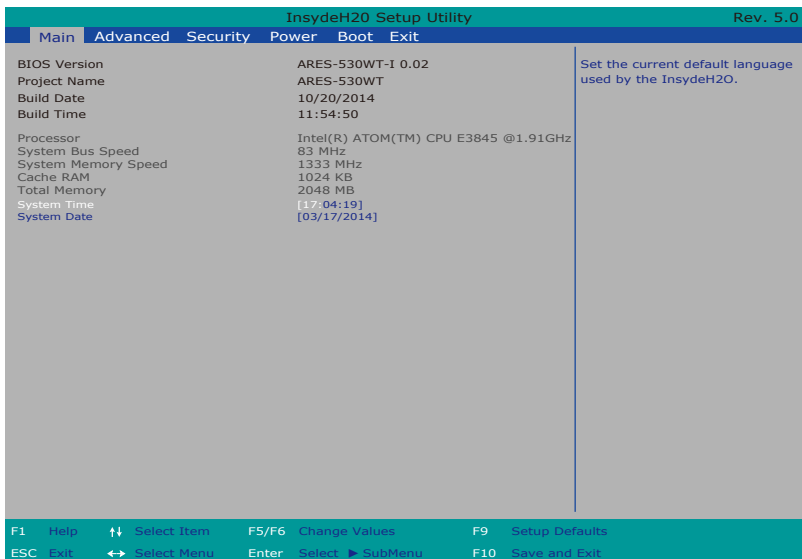 InsydeH20 Setup Utility Rev. 5.0
Main Advanced Security Power Boot Exit
BIOS Version ARES-530WT-I 0.02
Project Name ARES-530WT
Build Date 10/20/2014
Build Time 11:54:50
Processor Intel(R) ATOM(TM) CPU E3845 @1.91GHz
System Bus Speed 83 MHz
System Memory Speed 1333 MHz
Cache RAM 1024 KB
Total Memory 2048 MB
System Time [17:04:19]
System Date [03/17/2014]
Set the current default language
used by the InsydeH2O.
F1 Help ↑↓ Select Item F5/F6 Change Values F9 Setup Defaults
ESC Exit ↔ Select Menu Enter Select ▶ SubMenu F10 Save and Exit